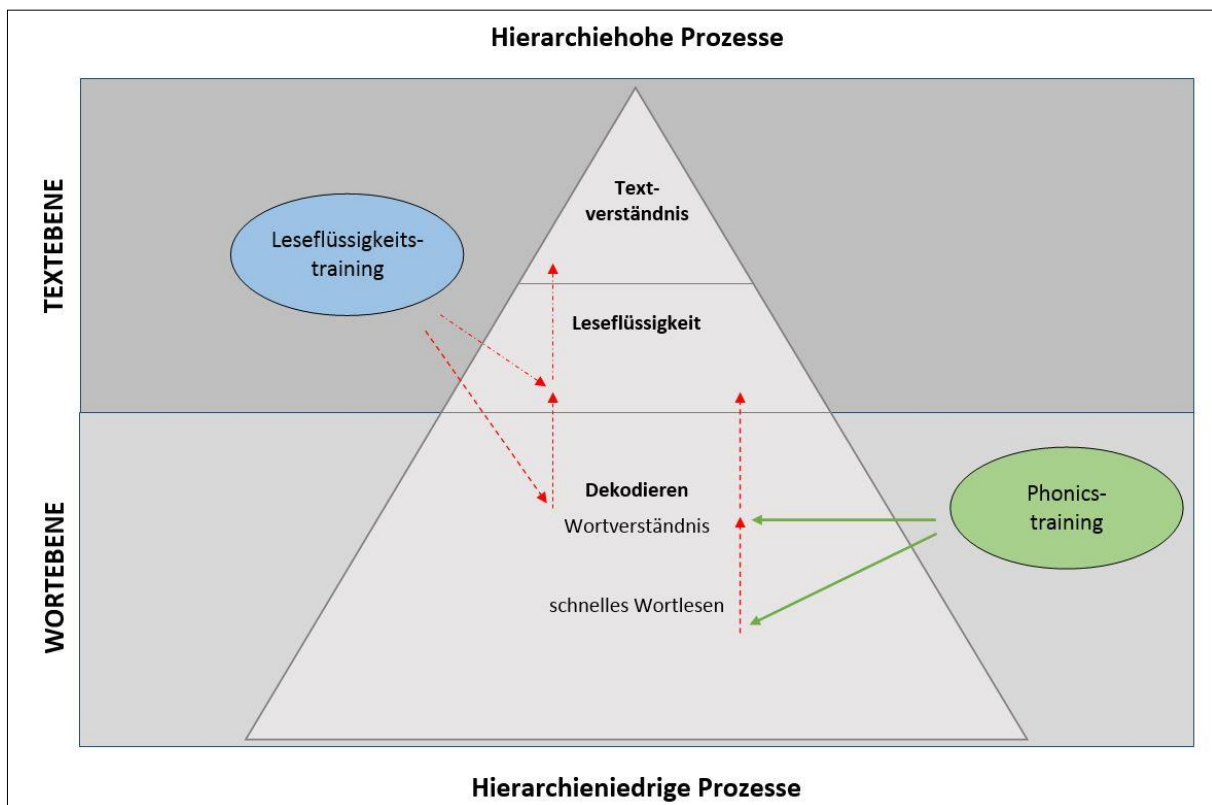 Hierarchiehohe Prozesse
TEXTEBENE
Text-
verständnis
Leseflüssigkeits-
training
Leseflüssigkeit
WORTEBENE
Dekodieren
Wortverständnis
Phonics-
training
schnelles Wortlesen
Hierarchieniedrige Prozesse